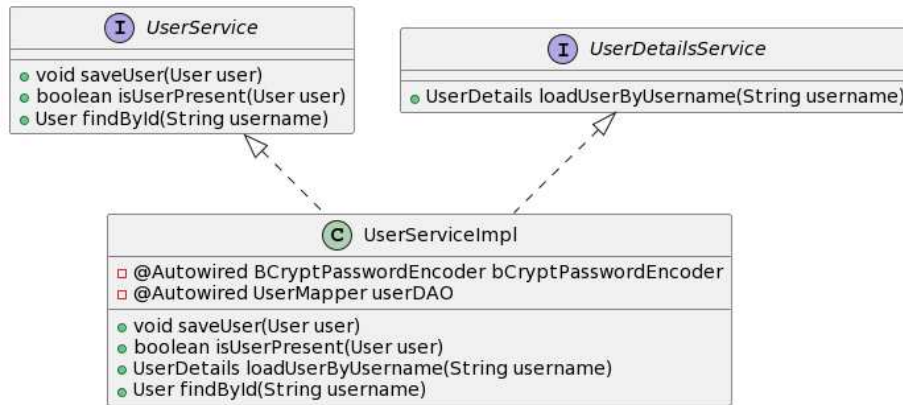 I UserService
void saveUser(User user)
boolean isUserPresent(User user)
User findById(String username)
I UserDetailsService
UserDetails loadUserByUsername(String username)
C UserServiceImpl
@Autowired BCryptPasswordEncoder bCryptPasswordEncoder
@Autowired UserMapper userDAO
void saveUser(User user)
boolean isUserPresent(User user)
UserDetails loadUserByUsername(String username)
User findById(String username)